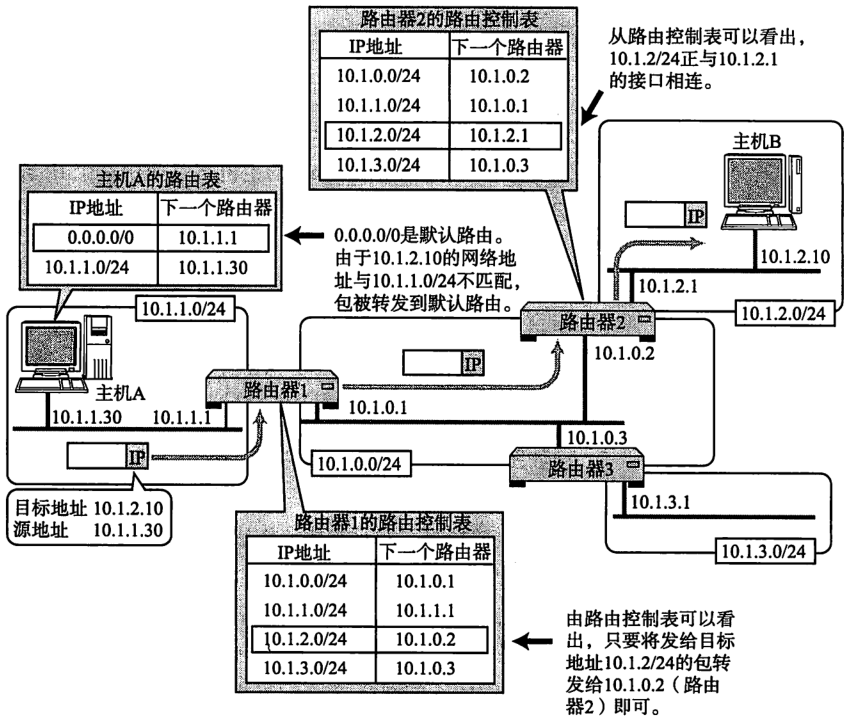 路由器2的路由控制表
IP地址 下一个路由器
10.1.0.0/24 10.1.0.2
10.1.1.0/24 10.1.0.1
10.1.2.0/24 10.1.2.1
10.1.3.0/24 10.1.0.3
从路由控制表可以看出，
10.1.2/24正与10.1.2.1
的接口相连。
主机B
IP
10.1.2.10
10.1.2.1
10.1.2.0/24
主机A的路由表
IP地址 下一个路由器
0.0.0.0/0 10.1.1.1
10.1.1.0/24 10.1.1.30
0.0.0.0/0是默认路由。
由于10.1.2.10的网络地
址与10.1.1.0/24不匹配，
包被转发到默认路由。
10.1.1.0/24
主机A
10.1.1.30 10.1.1.1
IP
目标地址 10.1.2.10
源地址 10.1.1.30
路由器1
10.1.0.1
IP
路由器2
10.1.0.2
10.1.0.3
10.1.0.0/24
路由器3
10.1.3.1
10.1.3.0/24
路由器1的路由控制表
IP地址 下一个路由器
10.1.0.0/24 10.1.0.1
10.1.1.0/24 10.1.1.1
10.1.2.0/24 10.1.0.2
10.1.3.0/24 10.1.0.3
由路由控制表可以看
出，只要将发给目标
地址10.1.2/24的包转
发给10.1.0.2（路由
器2）即可。